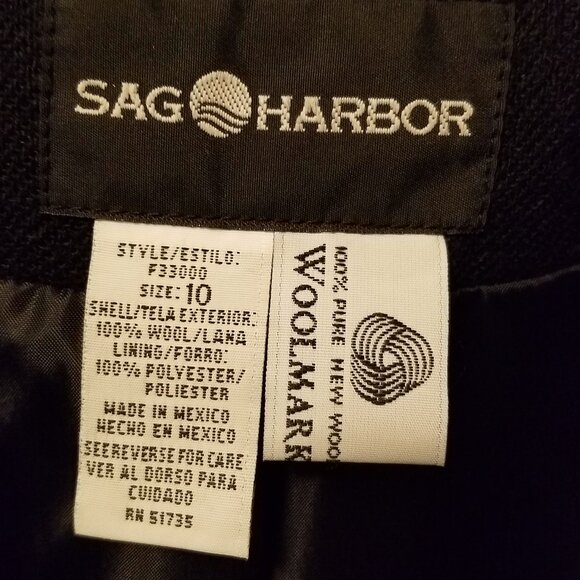 SAG HARBOR
STYLE/ESTILO:
F33000
SIZE: 10
SHELL/TELA EXTERIOR:
100% WOOL/LANA
LINING/FORRO:
100% POLYESTER/
POLIESTER
MADE IN MEXICO
HECHO EN MEXICO
SEE REVERSE FOR CARE
VER AL DORSO PARA
CUIDADO
RN 51735
100% PURE NEW WOOL
WOOLMARK